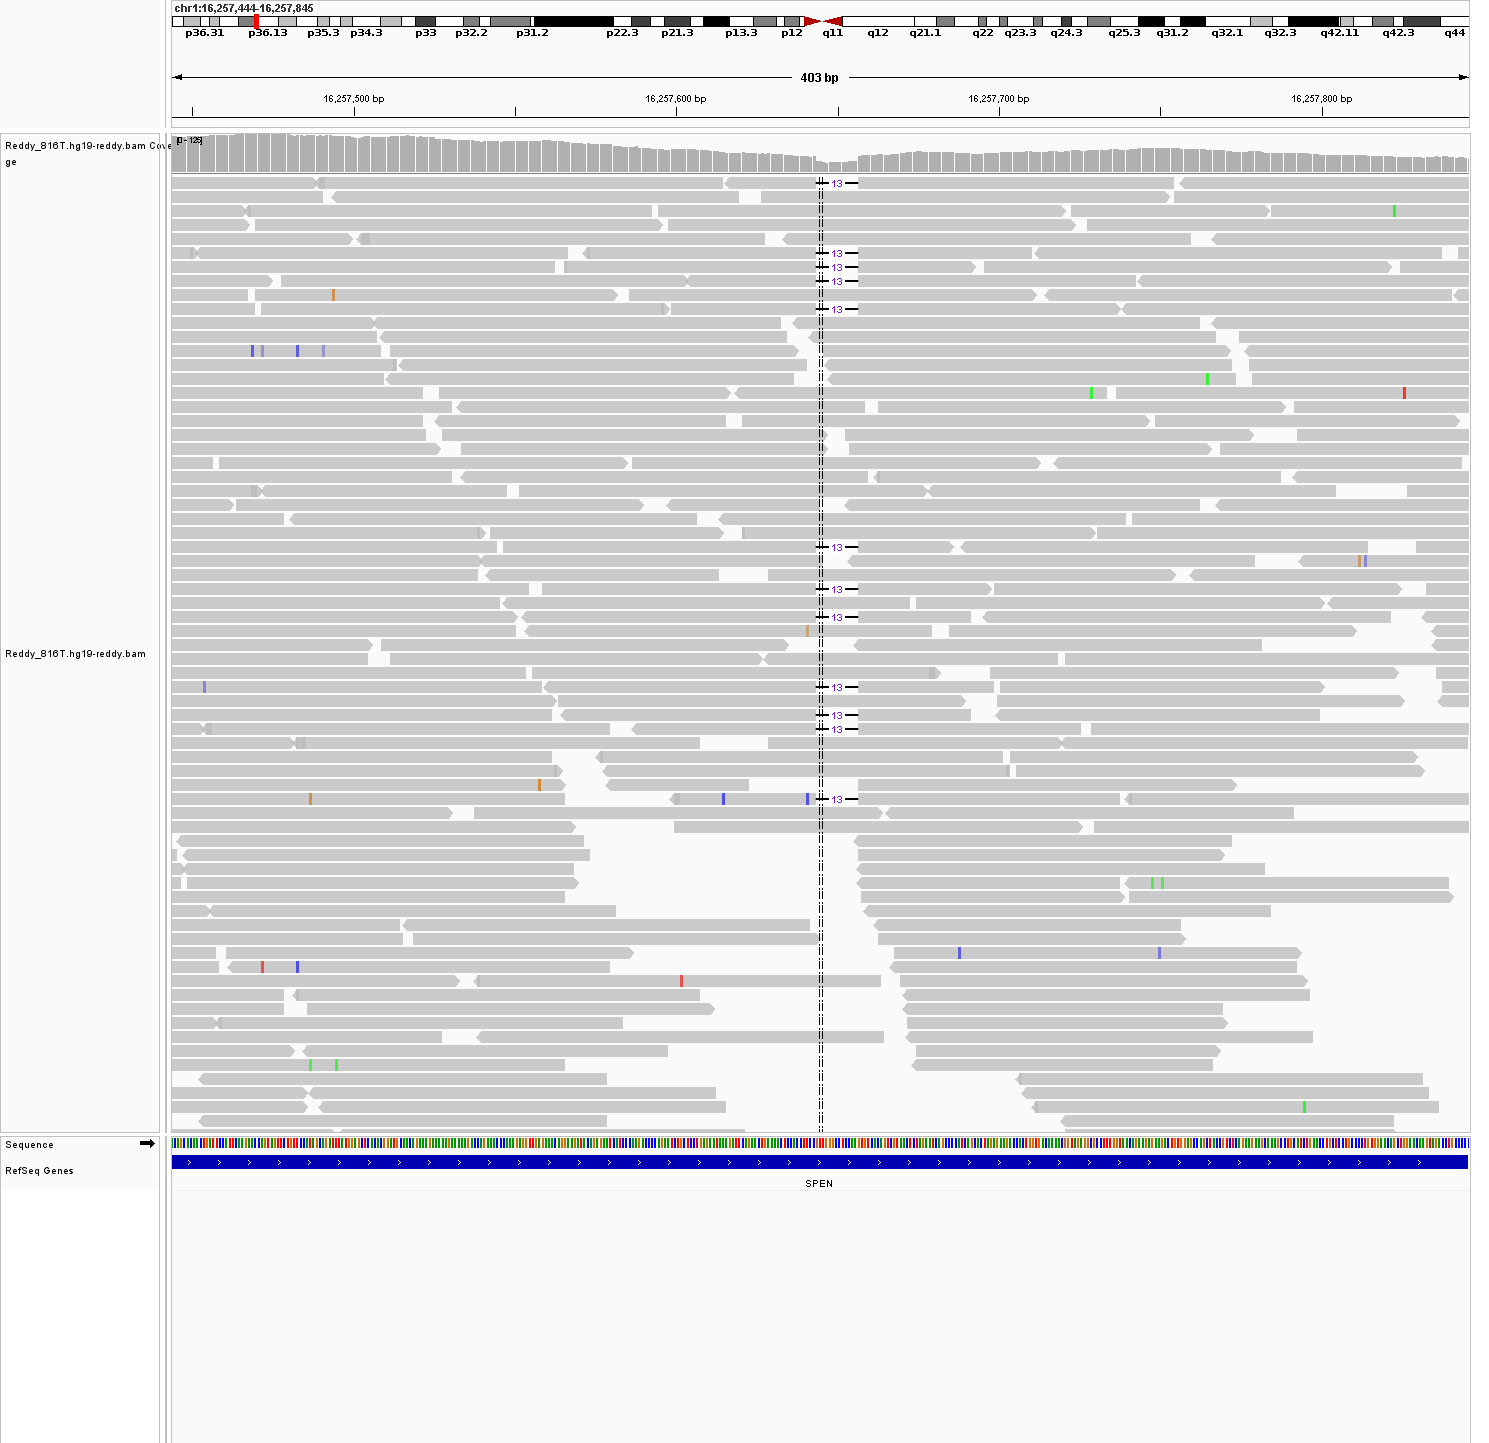 chr1:16,257,444-16,257,845
p36.31 p36.13 p35.3 p34.3 p33 p32.2 p31.2 p22.3 p21.3 p13.3 p12 q11 q12 q21.1 q22 q23.3 q24.3 q25.3 q31.2 q32.1 q32.3 q42.11 q42.3 q44
403 bp
16,257,500 bp 16,257,600 bp 16,257,700 bp 16,257,800 bp
[0 - 125]
Reddy_816T.hg19-reddy.bam Cove
ge
13
13
13
13
13
13
13
13
13
13
13
13
Reddy_816T.hg19-reddy.bam
Sequence
RefSeq Genes
SPEN